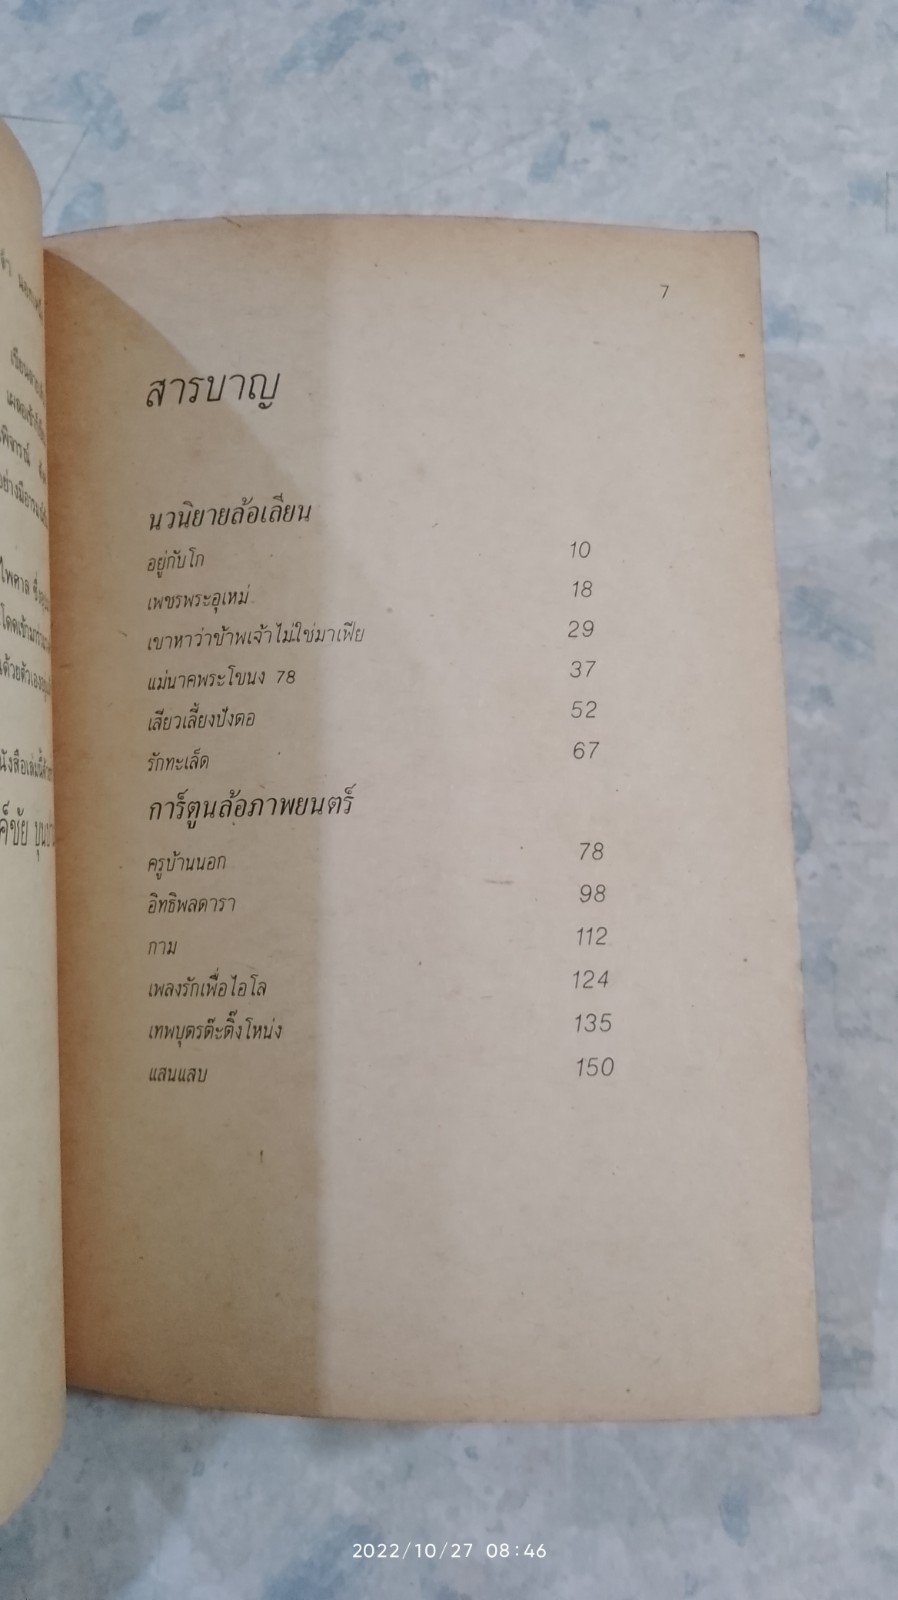 7
สารบาญ
นวนิยายล้อเลียน
อยู่กับโก 10
เพชรพระอุเหม่ 18
เขาหาว่าข้าพเจ้าไม่ใช่มาเฟีย 29
แม่นาคพระโขนง 78 37
เสียวเลี้ยงปังตอ 52
รักทะเล็ด 67
การ์ตูนล้อภาพยนตร์
ครูบ้านนอก 78
อิทธิพลดารา 98
กาม 112
เพลงรักเพื่อไอโล 124
เทพบุตรต๊ะติ๊งโหน่ง 135
แสนแสบ 150
2022/10/27 08:46